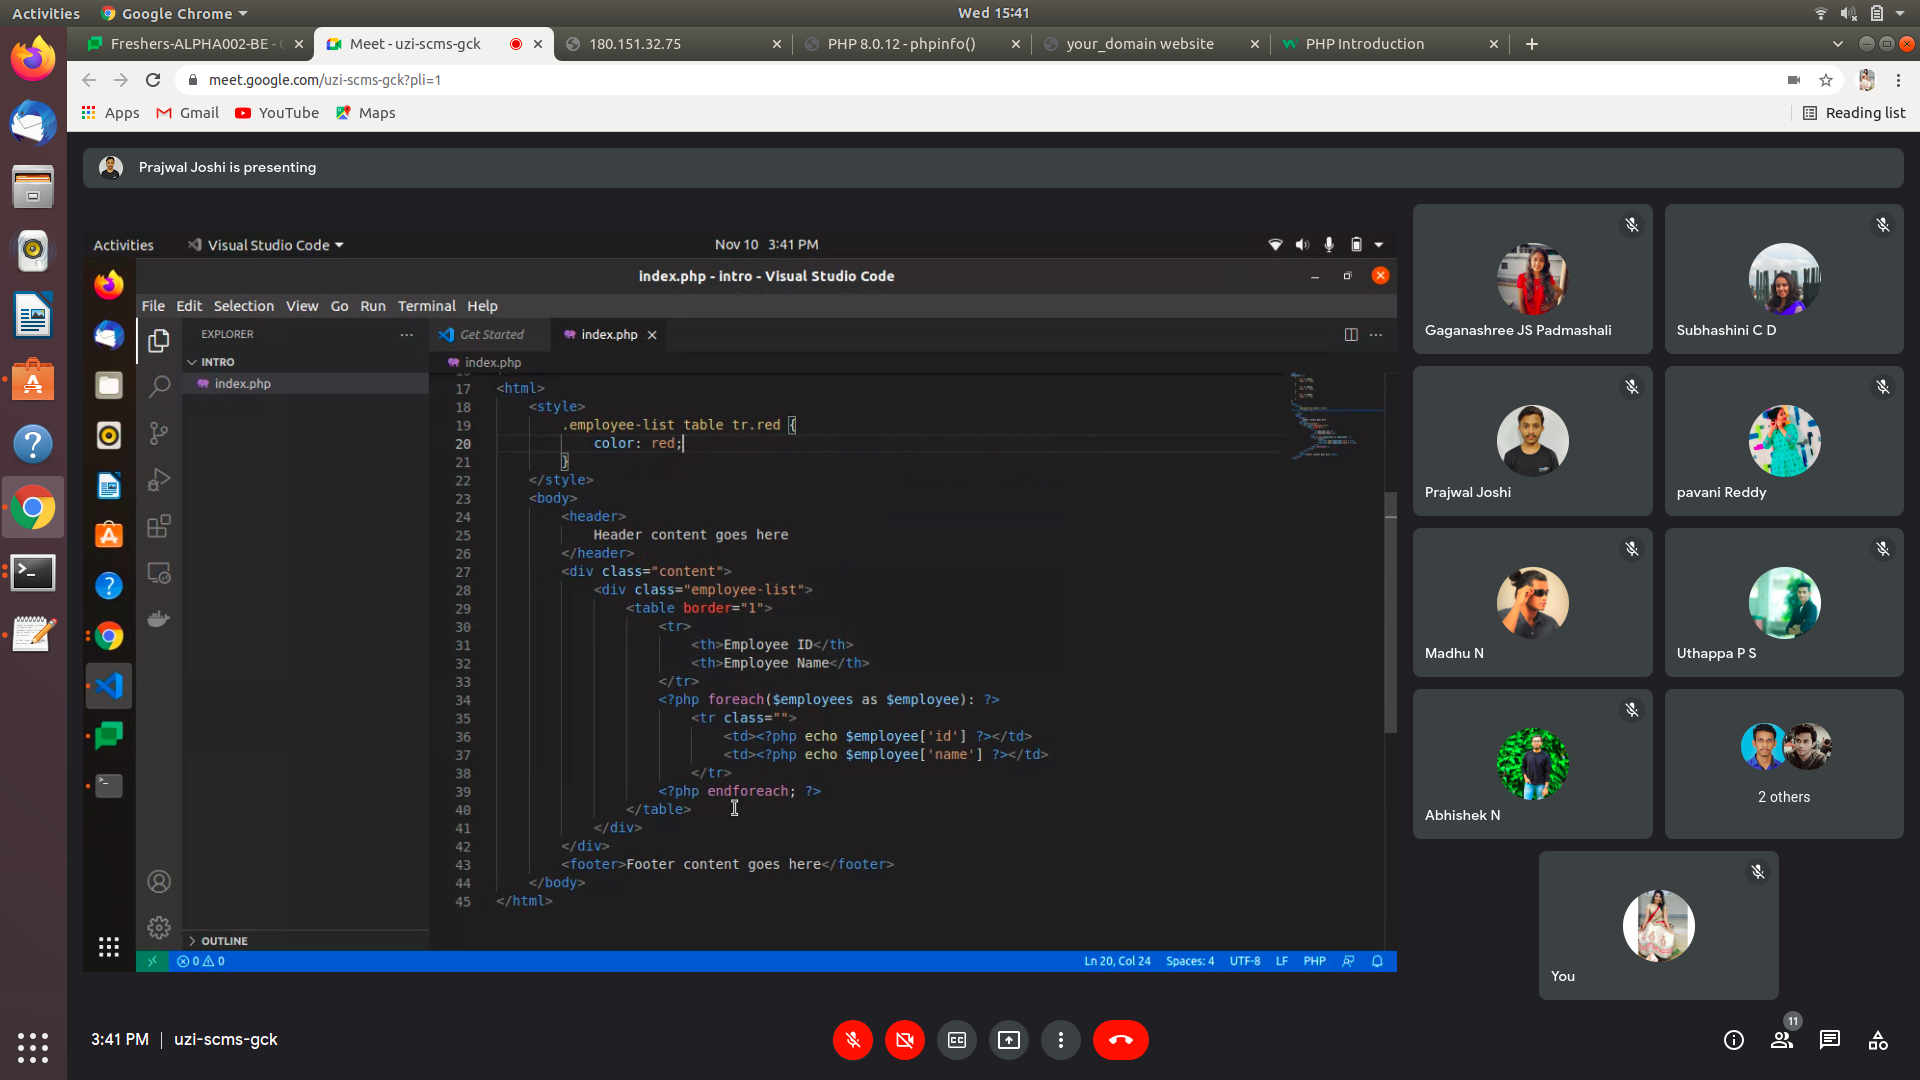 Activities
Google Chrome
Wed 15:41
Freshers-ALPHA002-BE -
Meet - uzi-scms-gck
180.151.32.75
PHP 8.0.12 - phpinfo()
your_domain website
PHP Introduction
meet.google.com/uzi-scms-gck?pli=1
Apps
Gmail
YouTube
Maps
Reading list
Prajwal Joshi is presenting
Activities
Visual Studio Code
Nov 10 3:41 PM
index.php - intro - Visual Studio Code
File Edit Selection View Go Run Terminal Help
EXPLORER
INTRO
index.php
OUTLINE
Get Started
index.php
index.php
17 <html>
18 <style>
19 .employee-list table tr.red {
20 color: red;
21 }
22 </style>
23 <body>
24 <header>
25 Header content goes here
26 </header>
27 <div class="content">
28 <div class="employee-list">
29 <table border="1">
30 <tr>
31 <th>Employee ID</th>
32 <th>Employee Name</th>
33 </tr>
34 <?php foreach($employees as $employee): ?>
35 <tr class="">
36 <td><?php echo $employee['id'] ?></td>
37 <td><?php echo $employee['name'] ?></td>
38 </tr>
39 <?php endforeach; ?>
40 </table>
41 </div>
42 </div>
43 <footer>Footer content goes here</footer>
44 </body>
45 </html>
0 0
Ln 20, Col 24
Spaces: 4
UTF-8
LF
PHP
Gaganashree JS Padmashali
Subhashini C D
Prajwal Joshi
pavani Reddy
Madhu N
Uthappa P S
Abhishek N
2 others
You
3:41 PM | uzi-scms-gck
11